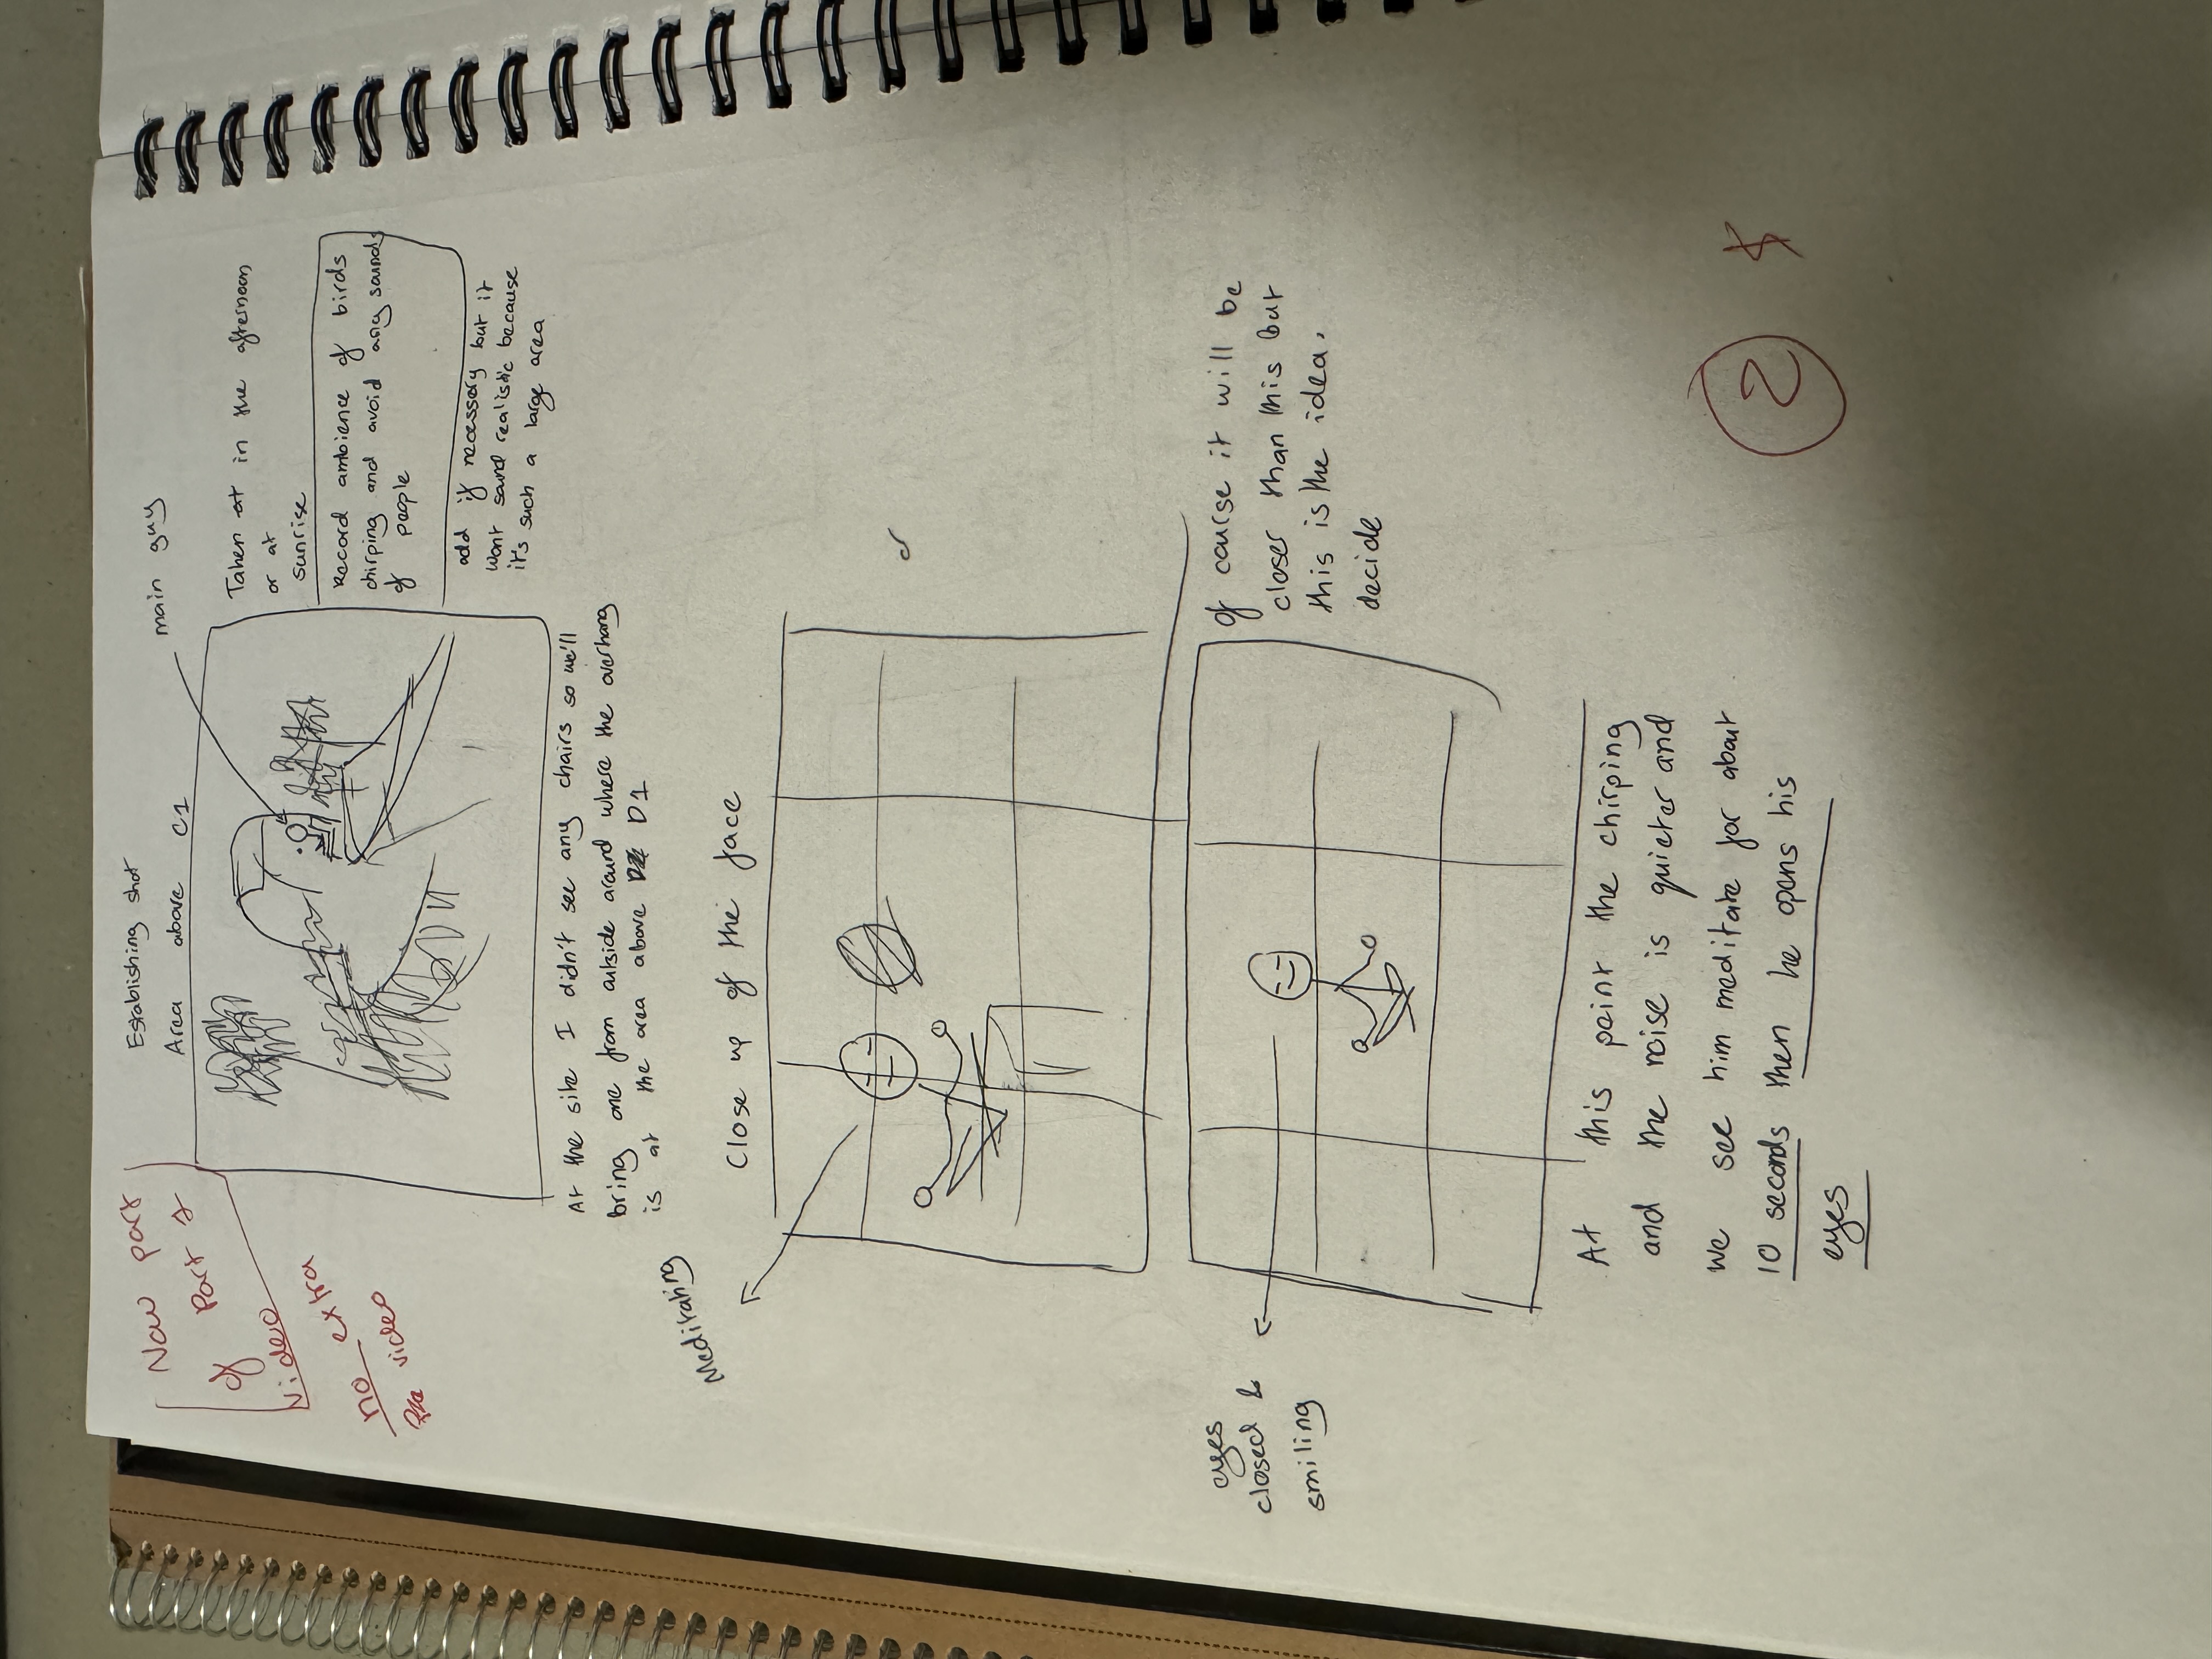 Now part
of Part 1
video
no extra
video
Establishing shot
Area above C1
main guy
Taken at in the afternoon
or at
sunrise
Record ambience of birds
chirping and avoid any sounds
of people
add if necessary but it
wont sound realistic because
it's such a large area
At the site I didn't see any chairs so we'll
bring one from outside around where the overhang
is at the area above D1
Meditating
Close up of the face
eyes
closed &
smiling
of course it will be
closer than this but
this is the idea.
decide
At this point the chirping
and the noise is quieter and
we see him meditate for about
10 seconds then he opens his
eyes
2